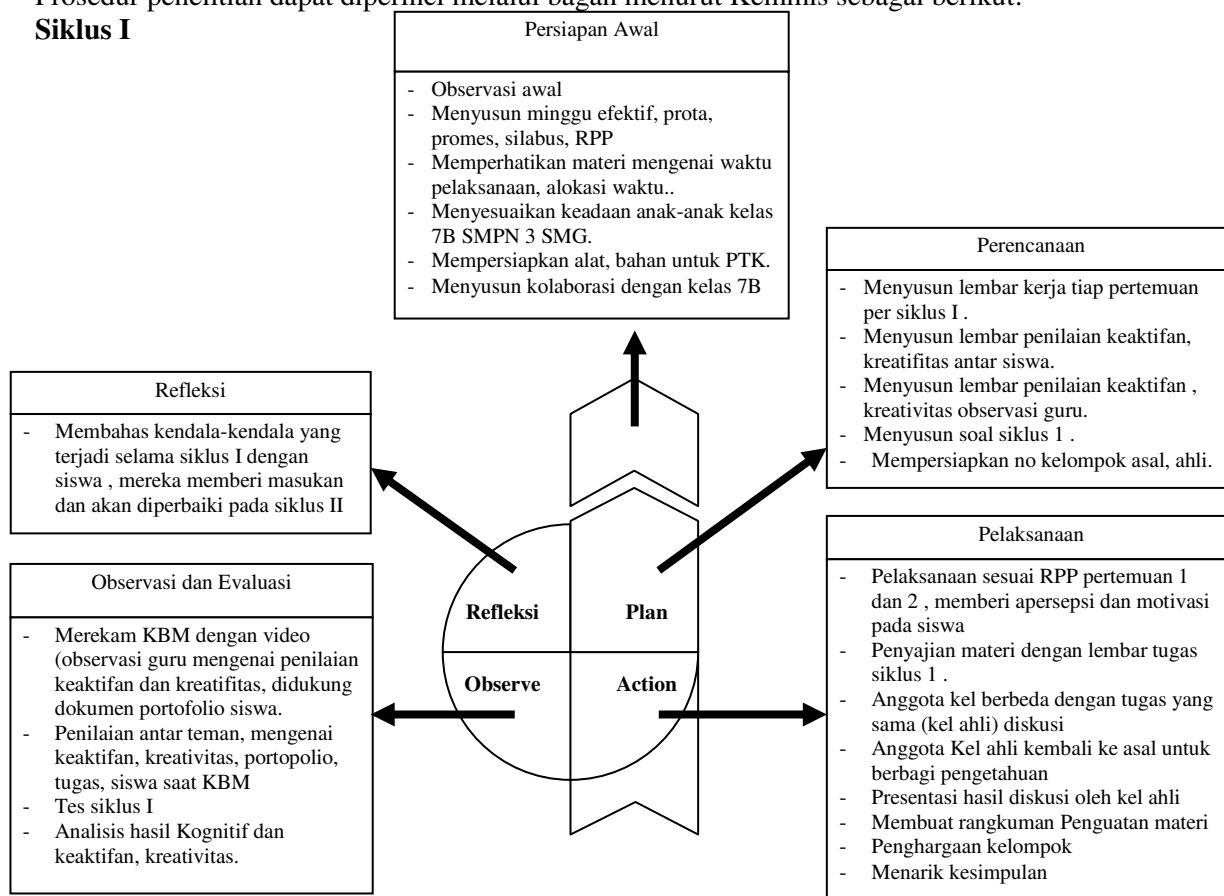 Prosedur penelitian dapat diperinci melalui bagan menurut Kemmis sebagai berikut:
Siklus I
Persiapan Awal
- Observasi awal
- Menyusun minggu efektif, prota,
promes, silabus, RPP
- Memperhatikan materi mengenai waktu
pelaksanaan, alokasi waktu..
- Menyesuaikan keadaan anak-anak kelas
7B SMPN 3 SMG.
- Mempersiapkan alat, bahan untuk PTK.
- Menyusun kolaborasi dengan kelas 7B
Perencanaan
- Menyusun lembar kerja tiap pertemuan
per siklus I .
- Menyusun lembar penilaian keaktifan,
kreatifitas antar siswa.
- Menyusun lembar penilaian keaktifan ,
kreativitas observasi guru.
- Menyusun soal siklus 1 .
- Mempersiapkan no kelompok asal, ahli.
Refleksi
- Membahas kendala-kendala yang
terjadi selama siklus I dengan
siswa , mereka memberi masukan
dan akan diperbaiki pada siklus II
Pelaksanaan
- Pelaksanaan sesuai RPP pertemuan 1
dan 2 , memberi apersepsi dan motivasi
pada siswa
- Penyajian materi dengan lembar tugas
siklus 1 .
- Anggota kel berbeda dengan tugas yang
sama (kel ahli) diskusi
- Anggota Kel ahli kembali ke asal untuk
berbagi pengetahuan
- Presentasi hasil diskusi oleh kel ahli
- Membuat rangkuman Penguatan materi
- Penghargaan kelompok
- Menarik kesimpulan
Observasi dan Evaluasi
- Merekam KBM dengan video
(observasi guru mengenai penilaian
keaktifan dan kreatifitas, didukung
dokumen portofolio siswa.
- Penilaian antar teman, mengenai
keaktifan, kreativitas, portopolio,
tugas, siswa saat KBM
- Tes siklus I
- Analisis hasil Kognitif dan
keaktifan, kreativitas.
Refleksi
Plan
Observe
Action